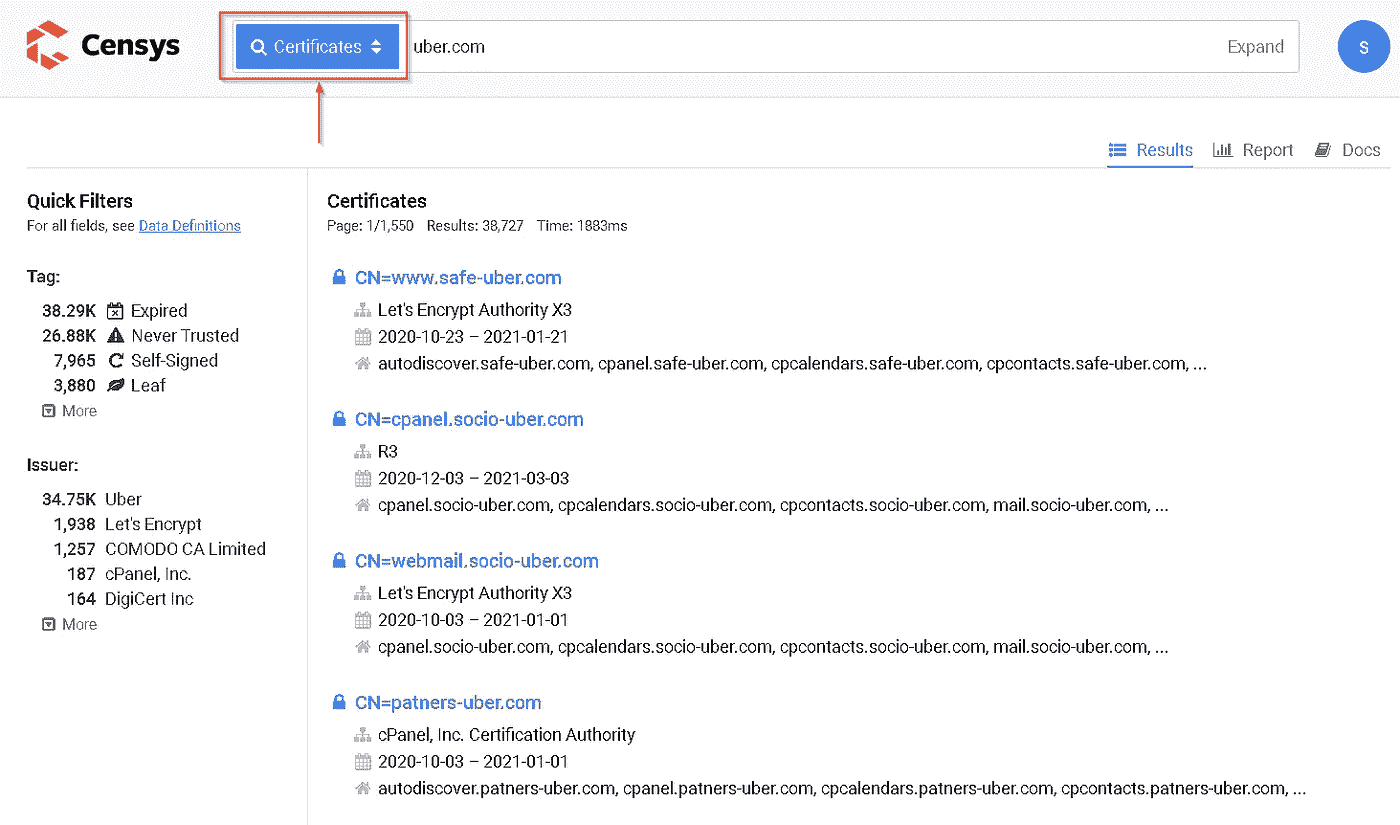 Censys
Certificates uber.com Expand S
Results Report Docs
Quick Filters
For all fields, see Data Definitions
Tag:
38.29K Expired
26.88K Never Trusted
7,965 Self-Signed
3,880 Leaf
More
Issuer:
34.75K Uber
1,938 Let's Encrypt
1,257 COMODO CA Limited
187 cPanel, Inc.
164 DigiCert Inc
More
Certificates
Page: 1/1,550 Results: 38,727 Time: 1883ms
CN=www.safe-uber.com
Let's Encrypt Authority X3
2020-10-23 – 2021-01-21
autodiscover.safe-uber.com, cpanel.safe-uber.com, cpcalendars.safe-uber.com, cpcontacts.safe-uber.com, ...
CN=cpanel.socio-uber.com
R3
2020-12-03 – 2021-03-03
cpanel.socio-uber.com, cpcalendars.socio-uber.com, cpcontacts.socio-uber.com, mail.socio-uber.com, ...
CN=webmail.socio-uber.com
Let's Encrypt Authority X3
2020-10-03 – 2021-01-01
cpanel.socio-uber.com, cpcalendars.socio-uber.com, cpcontacts.socio-uber.com, mail.socio-uber.com, ...
CN=patners-uber.com
cPanel, Inc. Certification Authority
2020-10-03 – 2021-01-01
autodiscover.patners-uber.com, cpanel.patners-uber.com, cpcalendars.patners-uber.com, cpcontacts.patners-uber.com, ...